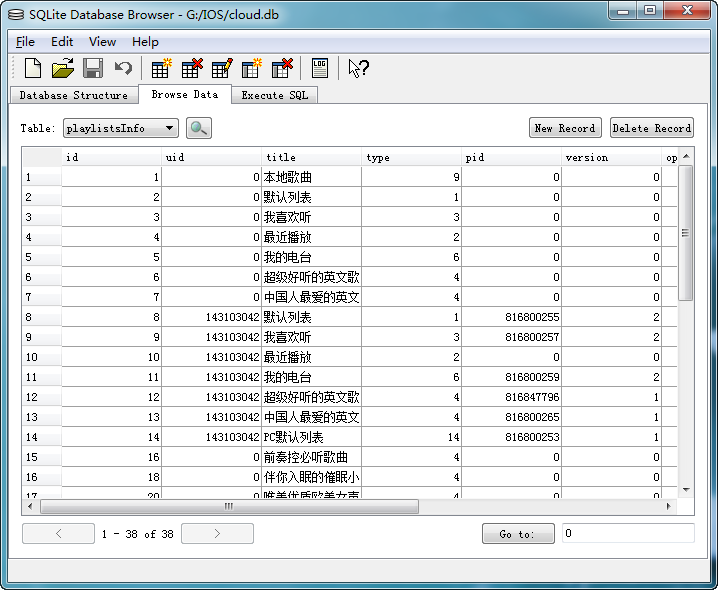 SQLite Database Browser - G:/IOS/cloud.db
File Edit View Help
LOG
Database Structure Browse Data Execute SQL
Table: playlistsInfo New Record Delete Record
id uid title type pid version op
1 1 0 本地歌曲 9 0 0
2 2 0 默认列表 1 0 0
3 3 0 我喜欢听 3 0 0
4 4 0 最近播放 2 0 0
5 5 0 我的电台 6 0 0
6 6 0 超级好听的英文歌 4 0 0
7 7 0 中国人最爱的英文 4 0 0
8 8 143103042 默认列表 1 816800255 2
9 9 143103042 我喜欢听 3 816800257 2
10 10 143103042 最近播放 2 0 0
11 11 143103042 我的电台 6 816800259 2
12 12 143103042 超级好听的英文歌 4 816847796 1
13 13 143103042 中国人最爱的英文 4 816800265 1
14 14 143103042 PC默认列表 14 816800253 1
15 16 0 前奏控必听歌曲 4 0 0
16 18 0 伴你入眠的催眠小 4 0 0
17 20 0 唯美优质欧美女声 4 0 0
< 1 - 38 of 38 > Go to: 0